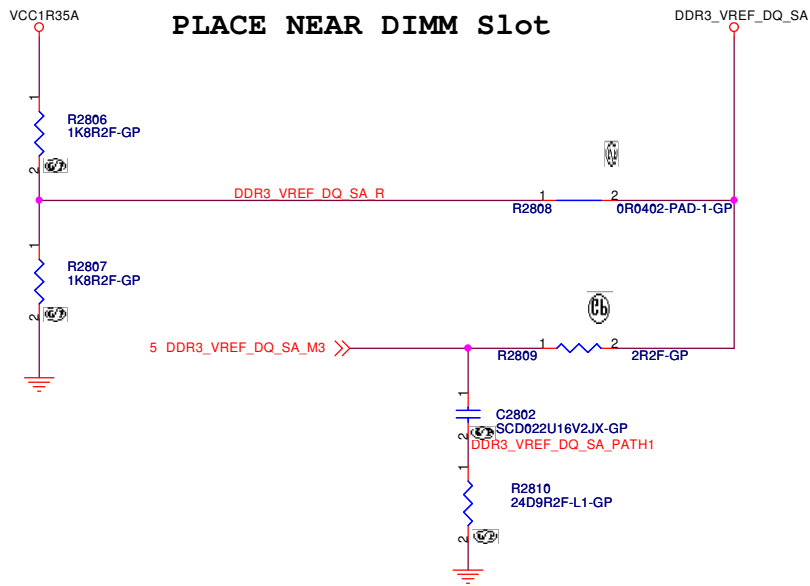 VCC1R35A
PLACE NEAR DIMM Slot
DDR3_VREF_DQ_SA
1
R2806
1K8R2F-GP
2
DDR3_VREF_DQ_SA_R
1
2
R2808
0R0402-PAD-1-GP
1
R2807
1K8R2F-GP
2
5 DDR3_VREF_DQ_SA_M3
1
2
R2809
2R2F-GP
1
C2802
SCD022U16V2JX-GP
2
DDR3_VREF_DQ_SA_PATH1
1
R2810
24D9R2F-L1-GP
2